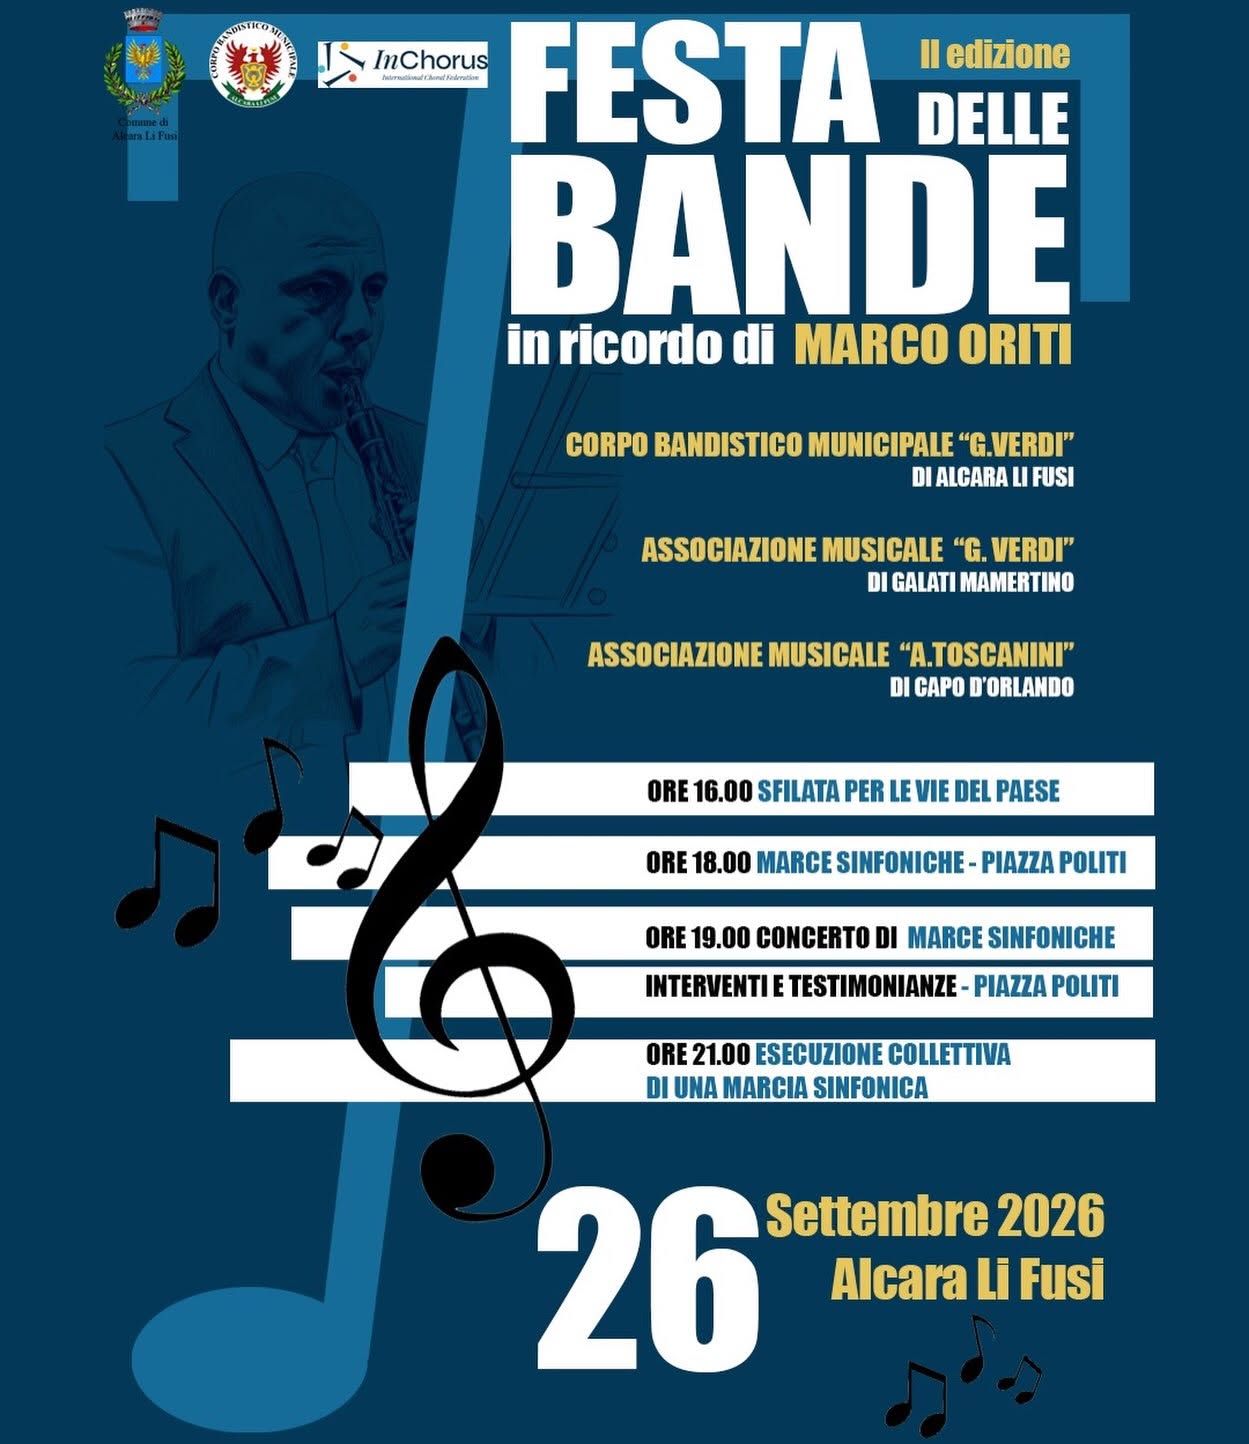 Comune di
Alcara Li Fusi
CORPO BANDISTICO MUNICIPALE
ALCARA LI FUSI
InChorus
International Choral Federation
FESTA
II edizione
DELLE
BANDE
in ricordo di MARCO ORITI
CORPO BANDISTICO MUNICIPALE “G.VERDI”
DI ALCARA LI FUSI
ASSOCIAZIONE MUSICALE “G. VERDI”
DI GALATI MAMERTINO
ASSOCIAZIONE MUSICALE “A.TOSCANINI”
DI CAPO D’ORLANDO
ORE 16.00 SFILATA PER LE VIE DEL PAESE
ORE 18.00 MARCE SINFONICHE - PIAZZA POLITI
ORE 19.00 CONCERTO DI MARCE SINFONICHE
INTERVENTI E TESTIMONIANZE - PIAZZA POLITI
ORE 21.00 ESECUZIONE COLLETTIVA
DI UNA MARCIA SINFONICA
26
Settembre 2026
Alcara Li Fusi